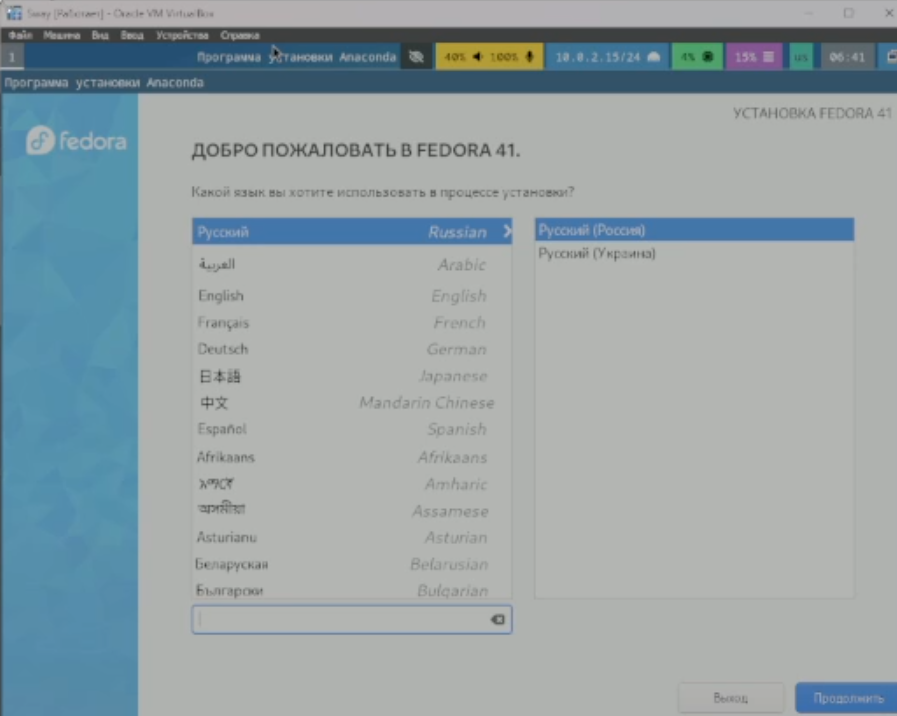 Sway [Работает] - Oracle VM VirtualBox
Файл Машина Вид Ввод Устройства Справка
1 Программа установки Anaconda 40% 100% 10.0.2.15/24 4% 15% us 06:41
Программа установки Anaconda
fedora
УСТАНОВКА FEDORA 41
ДОБРО ПОЖАЛОВАТЬ В FEDORA 41.
Какой язык вы хотите использовать в процессе установки?
Русский Russian
العربية Arabic
English English
Français French
Deutsch German
日本語 Japanese
中文 Mandarin Chinese
Español Spanish
Afrikaans Afrikaans
አማርኛ Amharic
অসমীয়া Assamese
Asturianu Asturian
Беларуская Belarusian
Български Bulgarian
Русский (Россия)
Русский (Украина)
Выход Продолжить